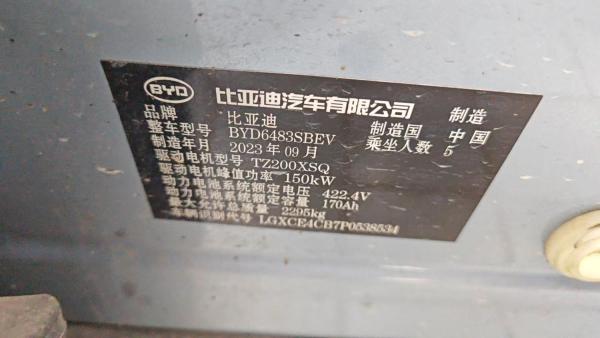 BYD 比亚迪汽车有限公司 制造
品牌 比亚迪 制造国 中国
整车型号 BYD6483SBEV 乘坐人数 5
制造年月 2023年09月
驱动电机型号 TZ200XSQ
驱动电机峰值功率 150kW
动力电池系统额定电压 422.4V
动力电池系统额定容量 170Ah
最大允许总质量 2295kg
车辆识别代号 LGXCE4CB7P0538534